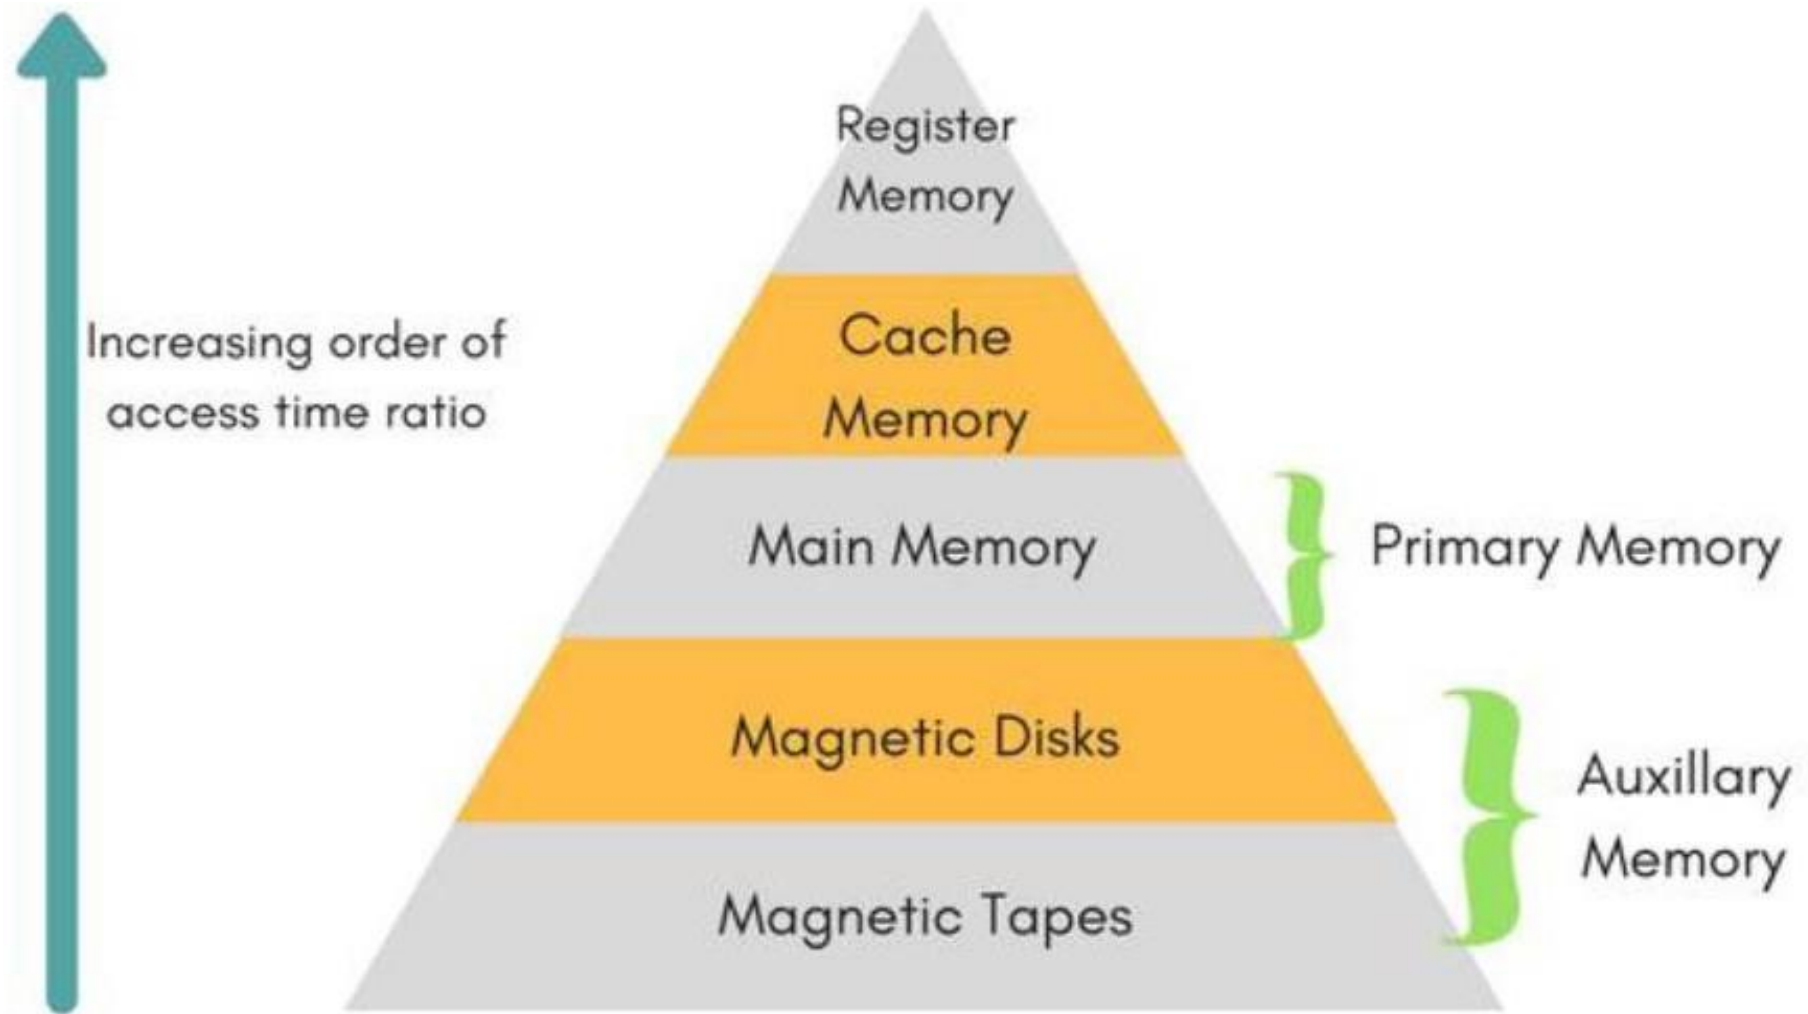 Register
Memory
Cache
Memory
Increasing order of
access time ratio
Main Memory
Primary Memory
Magnetic Disks
Auxillary
Memory
Magnetic Tapes